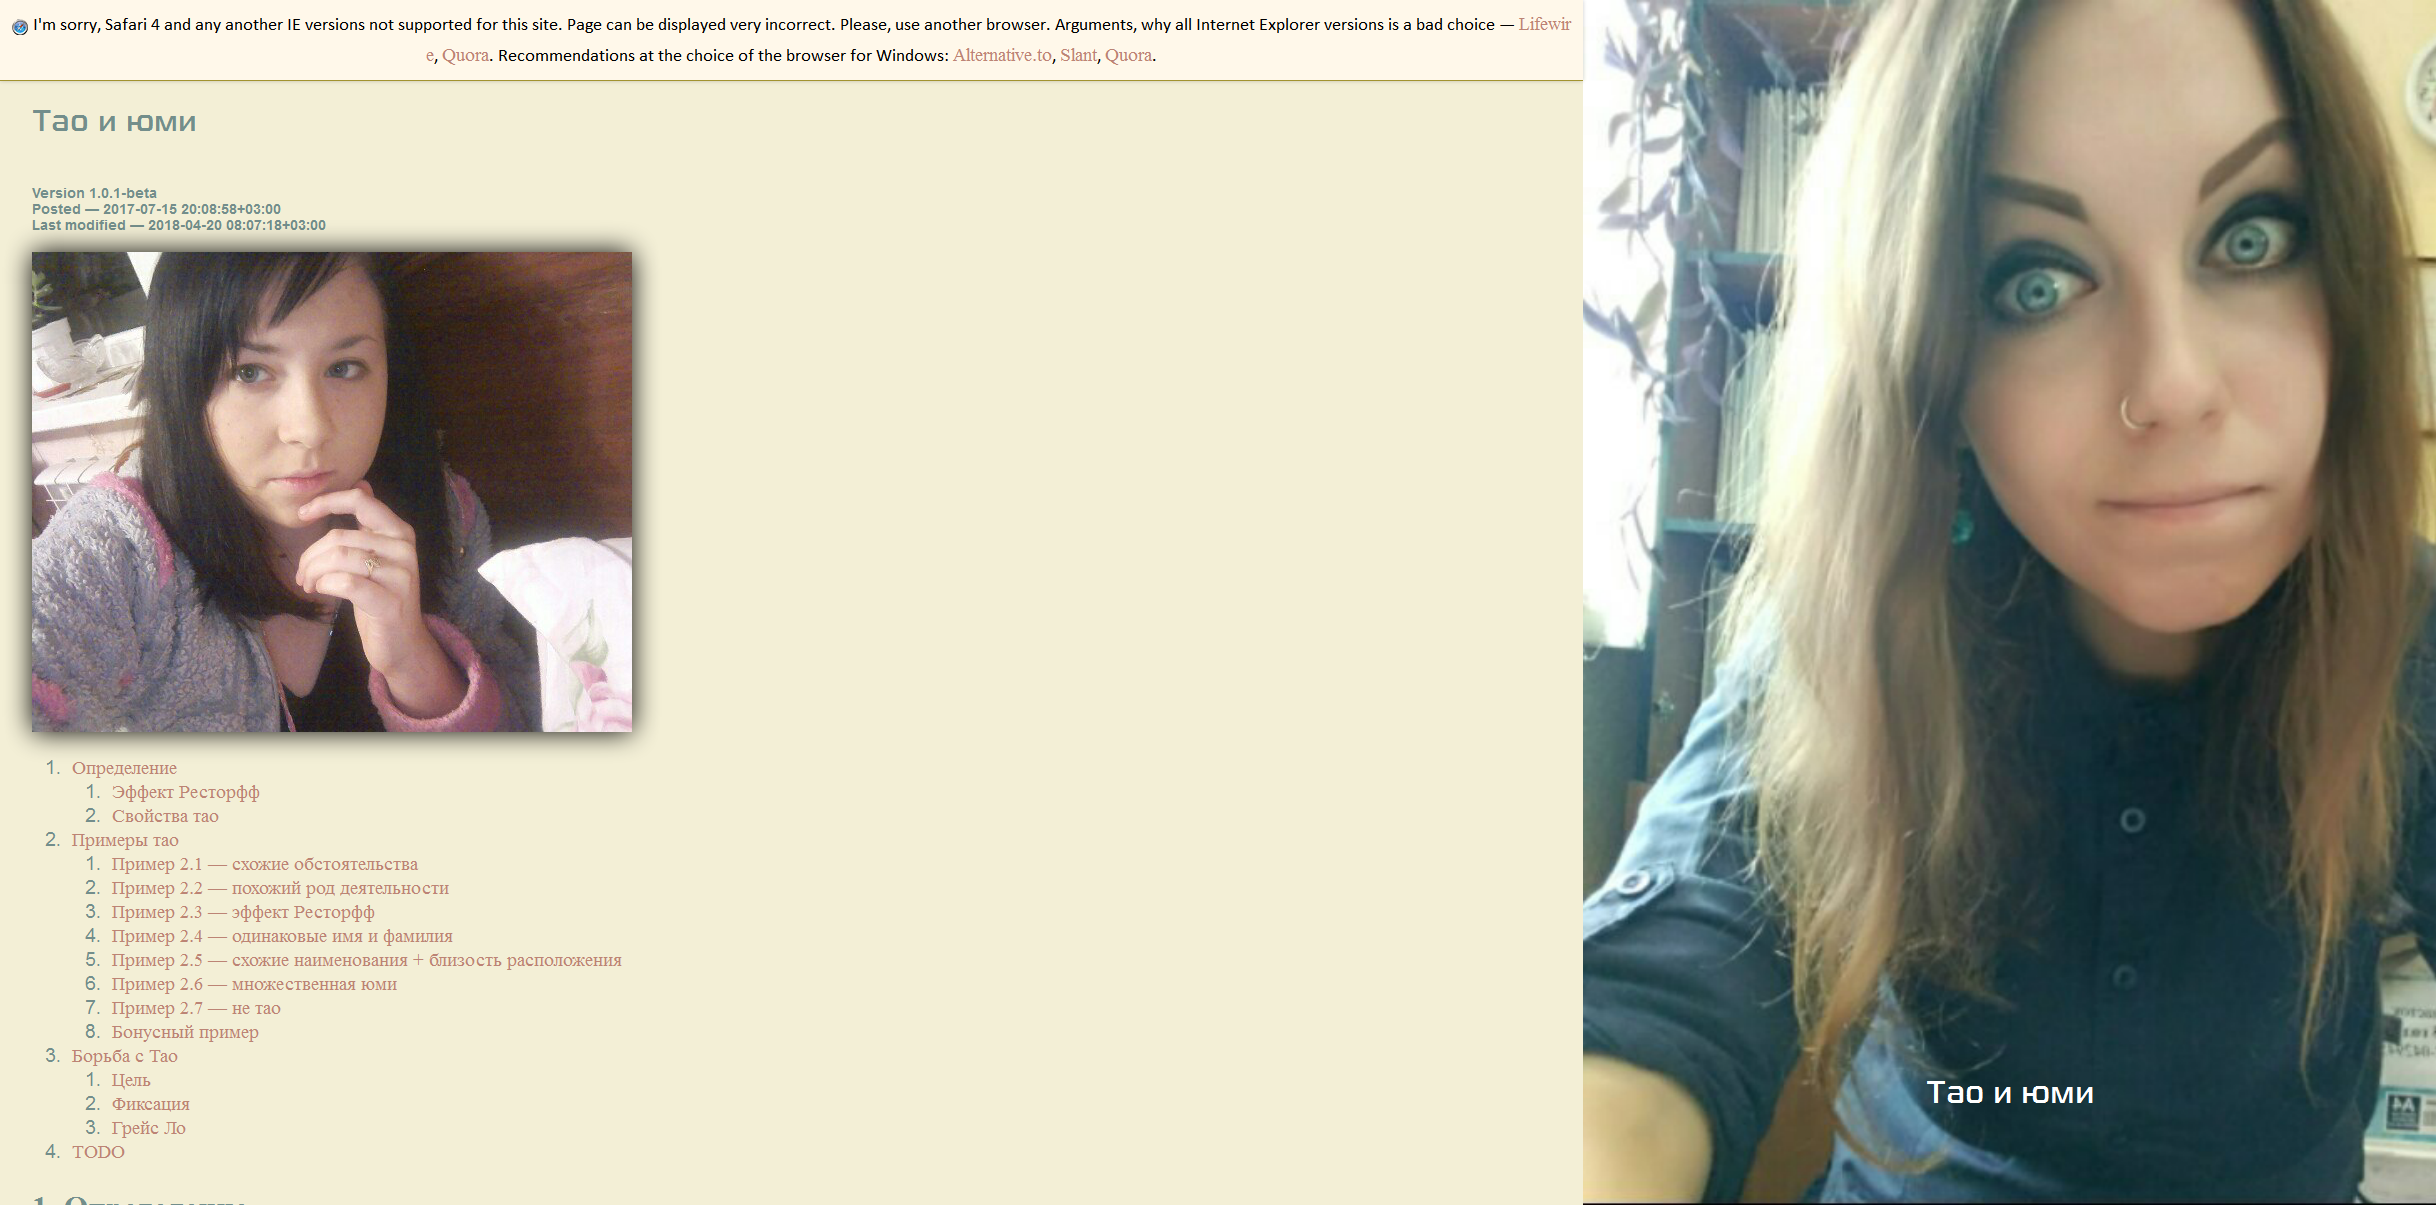 I'm sorry, Safari 4 and any another IE versions not supported for this site. Page can be displayed very incorrect. Please, use another browser. Arguments, why all Internet Explorer versions is a bad choice — Lifewir
e, Quora. Recommendations at the choice of the browser for Windows: Alternative.to, Slant, Quora.
Тао и юми
Version 1.0.1-beta
Posted — 2017-07-15 20:08:58+03:00
Last modified — 2018-04-20 08:07:18+03:00
1. Определение
1. Эффект Ресторфф
2. Свойства тао
2. Примеры тао
1. Пример 2.1 — схожие обстоятельства
2. Пример 2.2 — похожий род деятельности
3. Пример 2.3 — эффект Ресторфф
4. Пример 2.4 — одинаковые имя и фамилия
5. Пример 2.5 — схожие наименования + близость расположения
6. Пример 2.6 — множественная юми
7. Пример 2.7 — не тао
8. Бонусный пример
3. Борьба с Тао
1. Цель
2. Фиксация
3. Грейс Ло
4. TODO
Тао и юми
A4